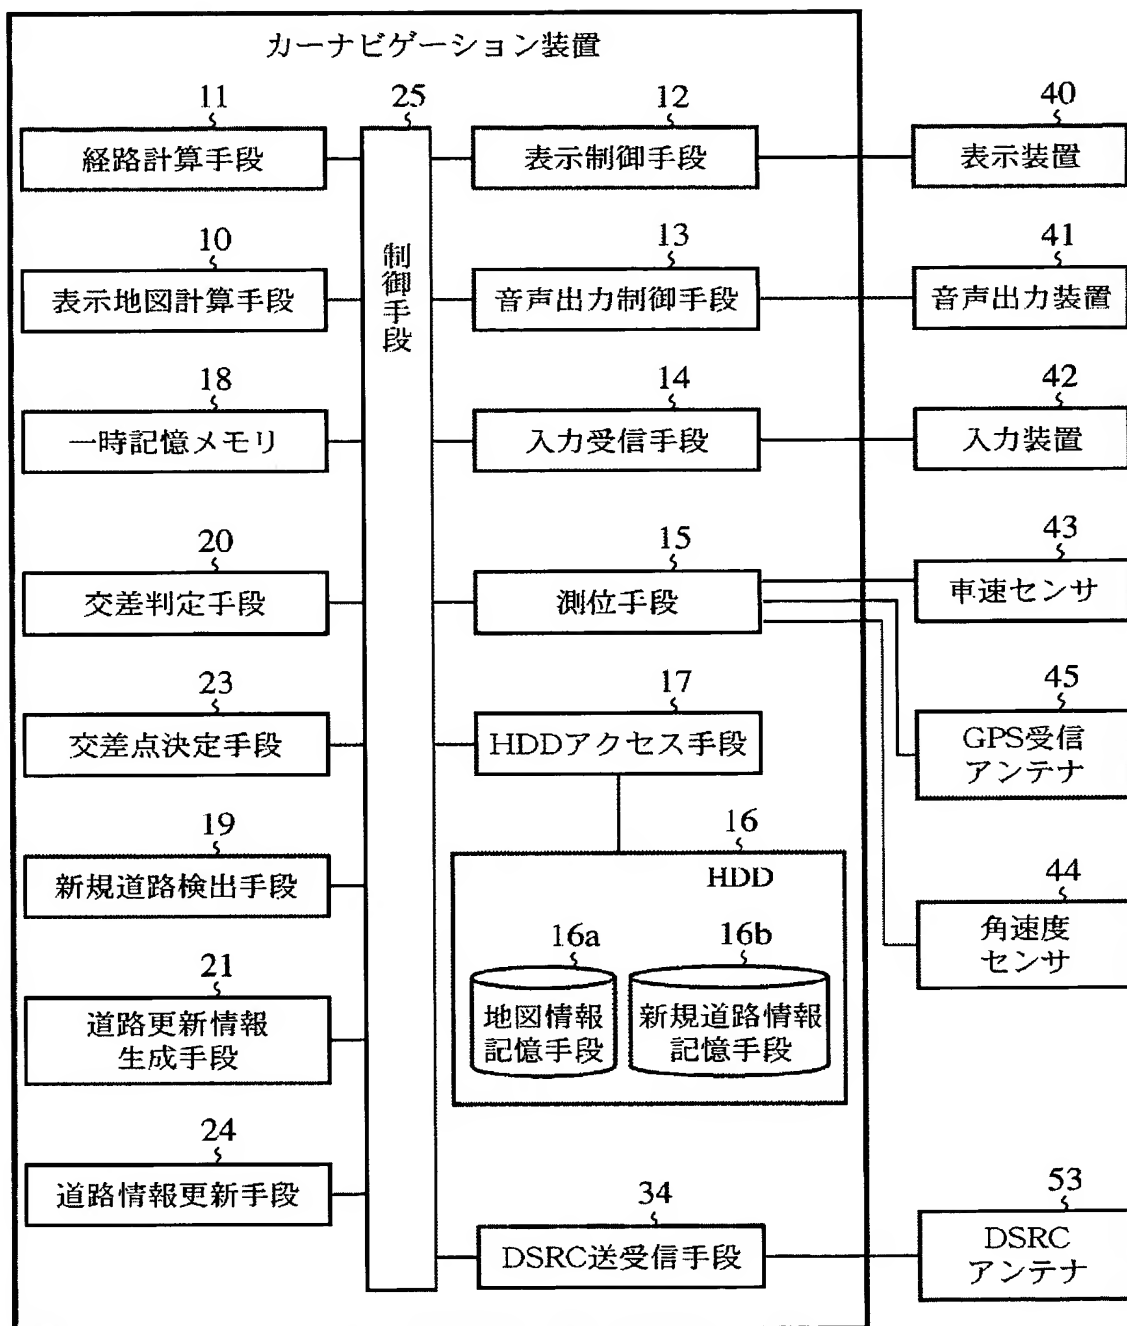 カーナビゲーション装置
11
経路計算手段
25
制御手段
12
表示制御手段
40
表示装置
10
表示地図計算手段
13
音声出力制御手段
41
音声出力装置
18
一時記憶メモリ
14
入力受信手段
42
入力装置
20
交差判定手段
15
測位手段
43
車速センサ
23
交差点決定手段
17
HDDアクセス手段
45
GPS受信
アンテナ
19
新規道路検出手段
16
HDD
16a
地図情報
記憶手段
16b
新規道路情報
記憶手段
44
角速度
センサ
21
道路更新情報
生成手段
24
道路情報更新手段
34
DSRC送受信手段
53
DSRC
アンテナ